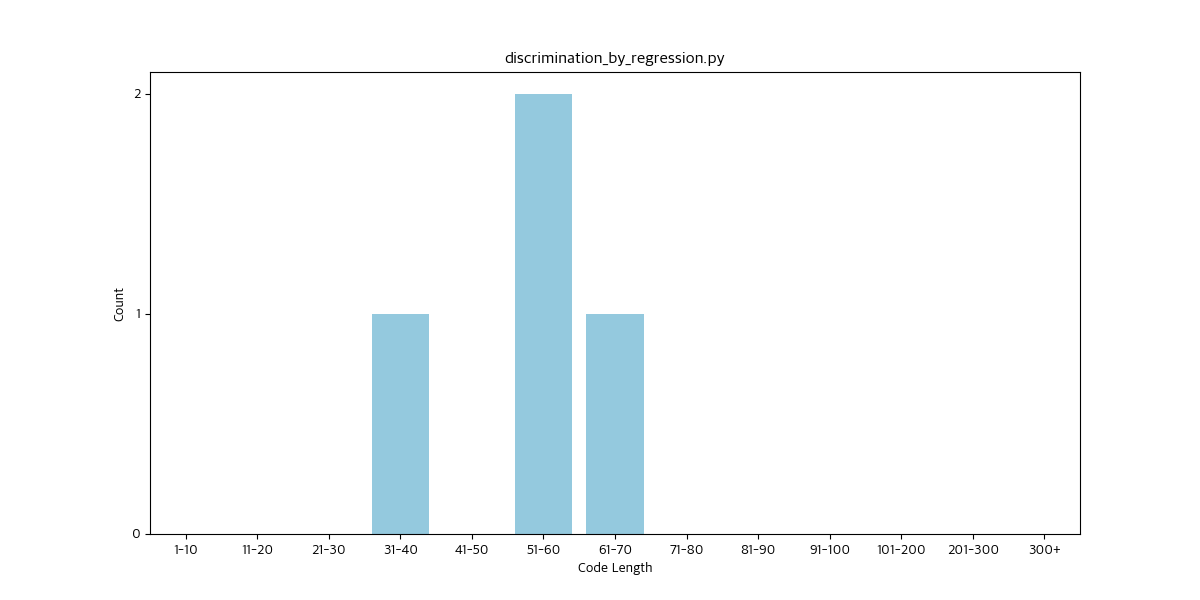 discrimination_by_regression.py
Count
2
1
0
1-10 11-20 21-30 31-40 41-50 51-60 61-70 71-80 81-90 91-100 101-200 201-300 300+
Code Length